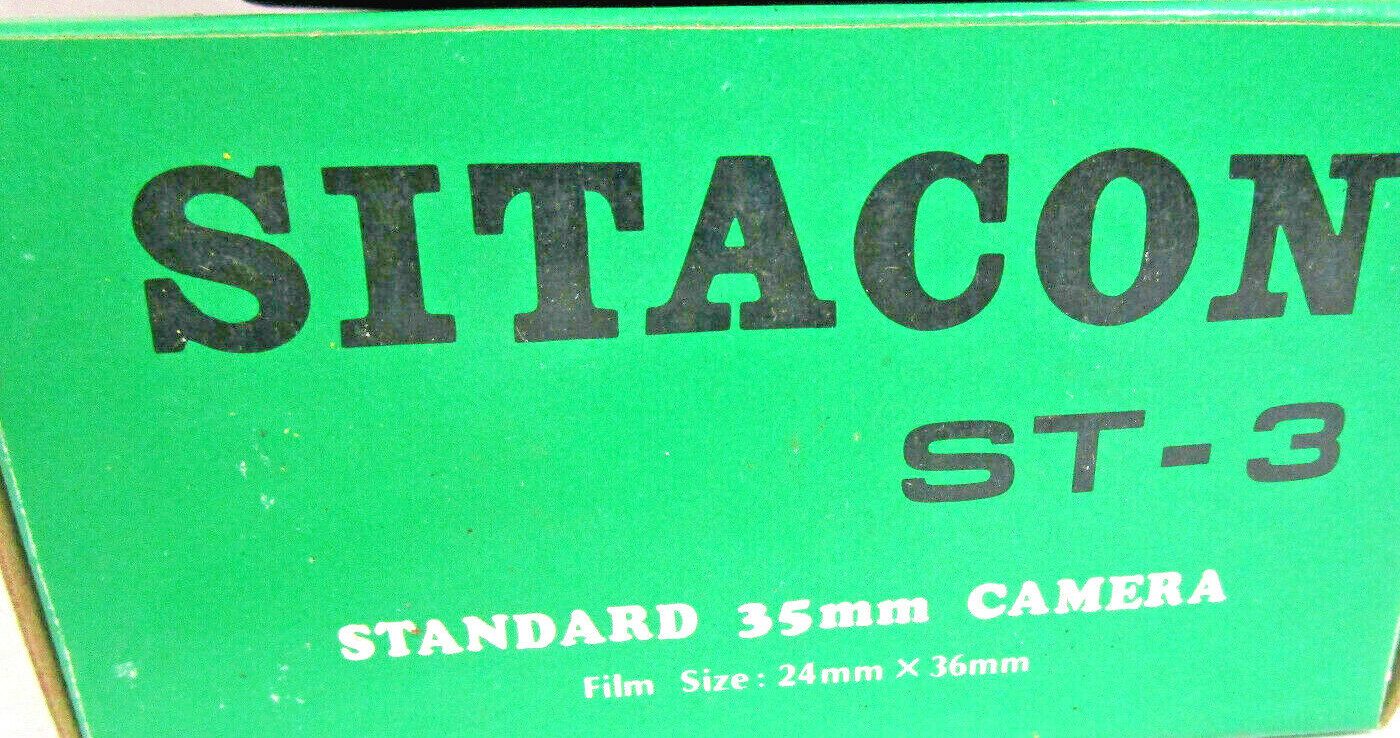 SITACON
ST-3
STANDARD 35mm CAMERA
Film Size: 24mm × 36mm